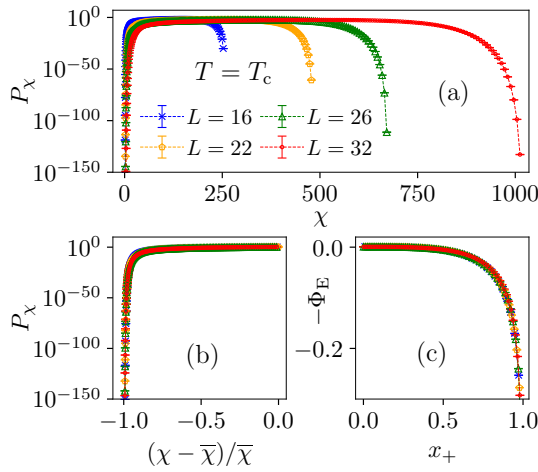 10^0
10^{-50}
10^{-100}
10^{-150}
P_χ
T = T_c
(a)
L = 16
L = 26
L = 22
L = 32
0 250 500 750 1000
χ
10^0
10^{-50}
10^{-100}
10^{-150}
P_χ
(b)
−1.0 −0.5 0.0
(χ − \overline{χ})/\overline{χ}
−0.0
−0.2
−Φ_E
(c)
0.0 0.5 1.0
x_+